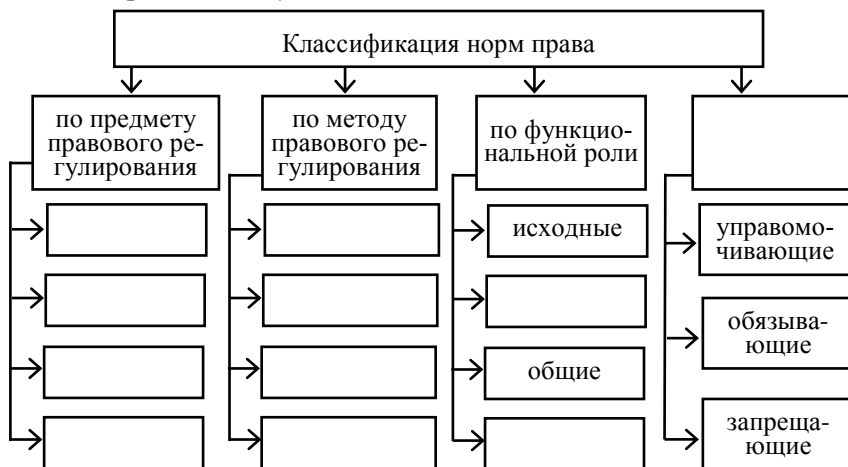 Классификация норм права
по предмету
правового ре-
гулирования
по методу
правового ре-
гулирования
по функцио-
нальной роли
исходные
общие
управомо-
чивающие
обязыва-
ющие
запреща-
ющие